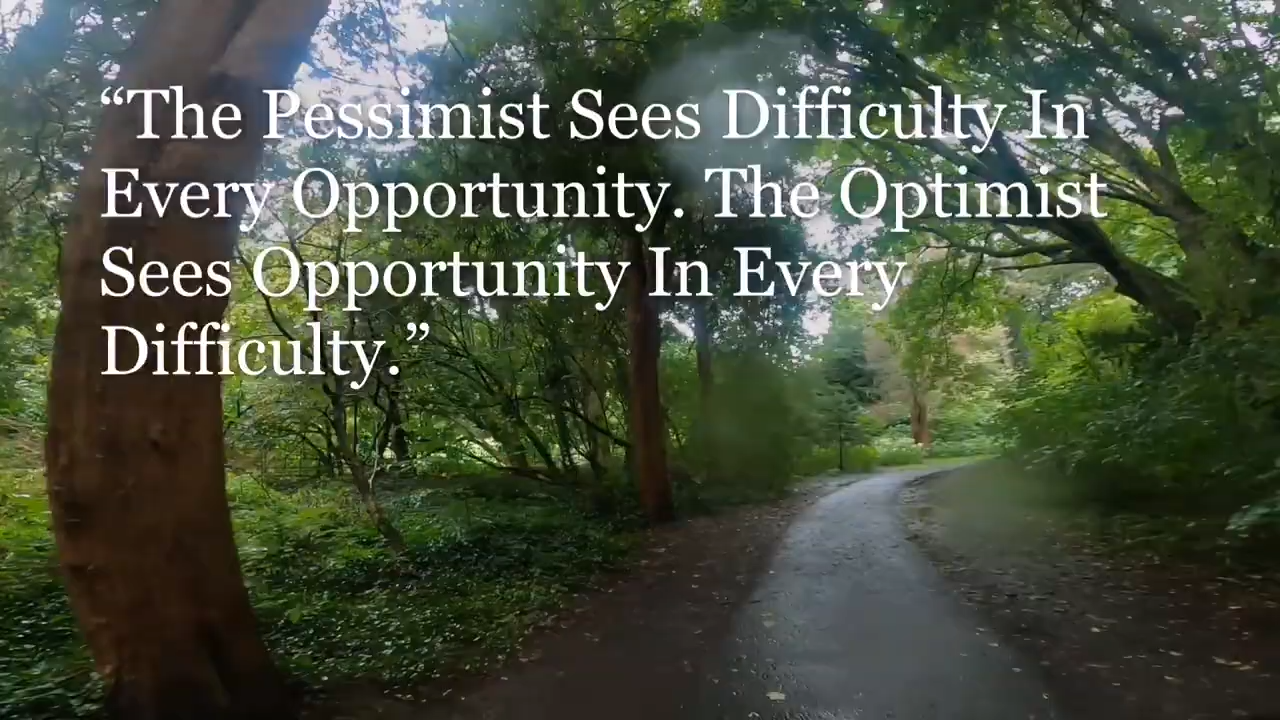 “The Pessimist Sees Difficulty In
Every Opportunity. The Optimist
Sees Opportunity In Every
Difficulty.”